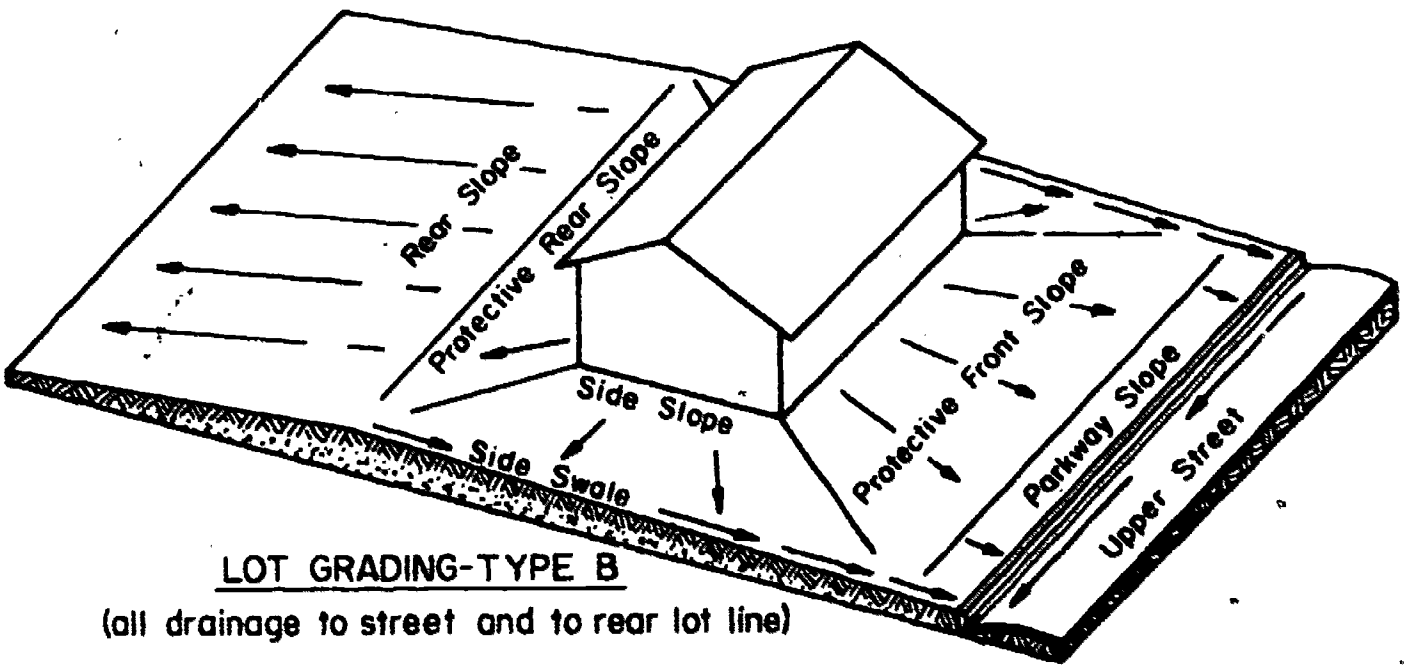 Rear Slope
Protective Rear Slope
Side Slope
Side Swale
Protective Front Slope
Parkway Slope
Upper Street
LOT GRADING-TYPE B
(all drainage to street and to rear lot line)